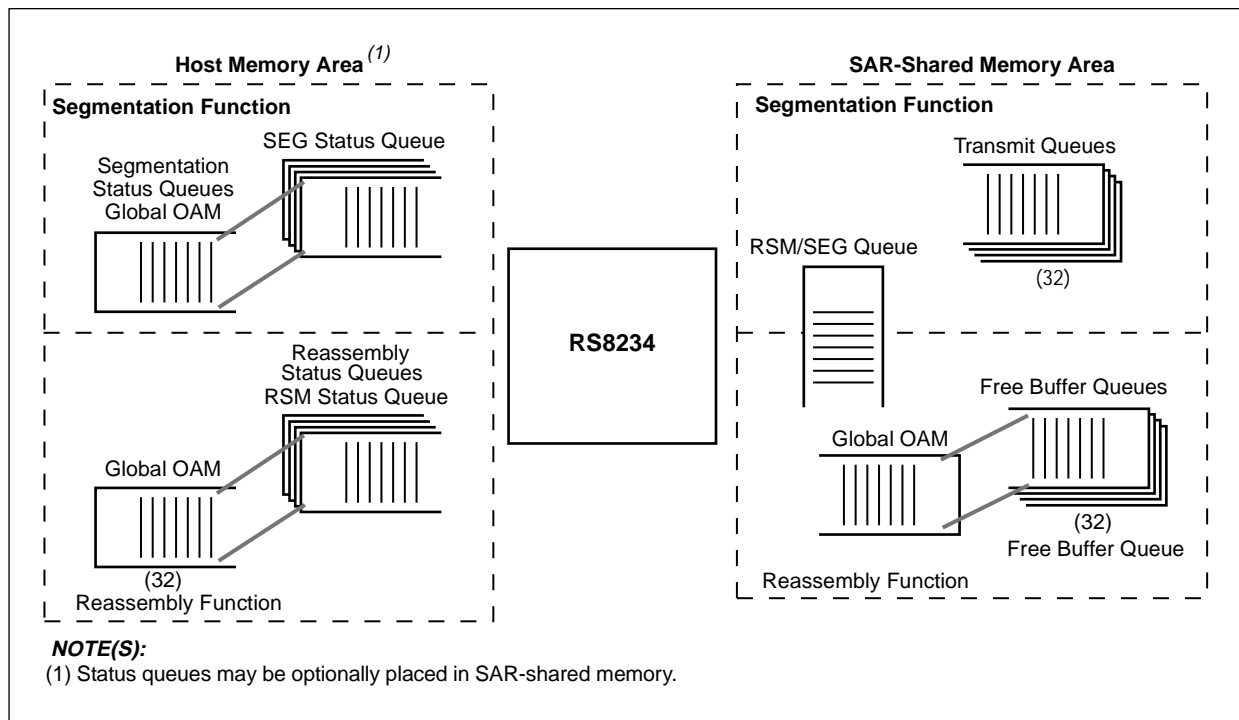 Host Memory Area (1)
Segmentation Function
SEG Status Queue
Segmentation
Status Queues
Global OAM
Reassembly
Status Queues
RSM Status Queue
Global OAM
(32)
Reassembly Function
RS8234
SAR-Shared Memory Area
Segmentation Function
Transmit Queues
(32)
RSM/SEG Queue
Free Buffer Queues
Global OAM
(32)
Free Buffer Queue
Reassembly Function
NOTE(S):
(1) Status queues may be optionally placed in SAR-shared memory.